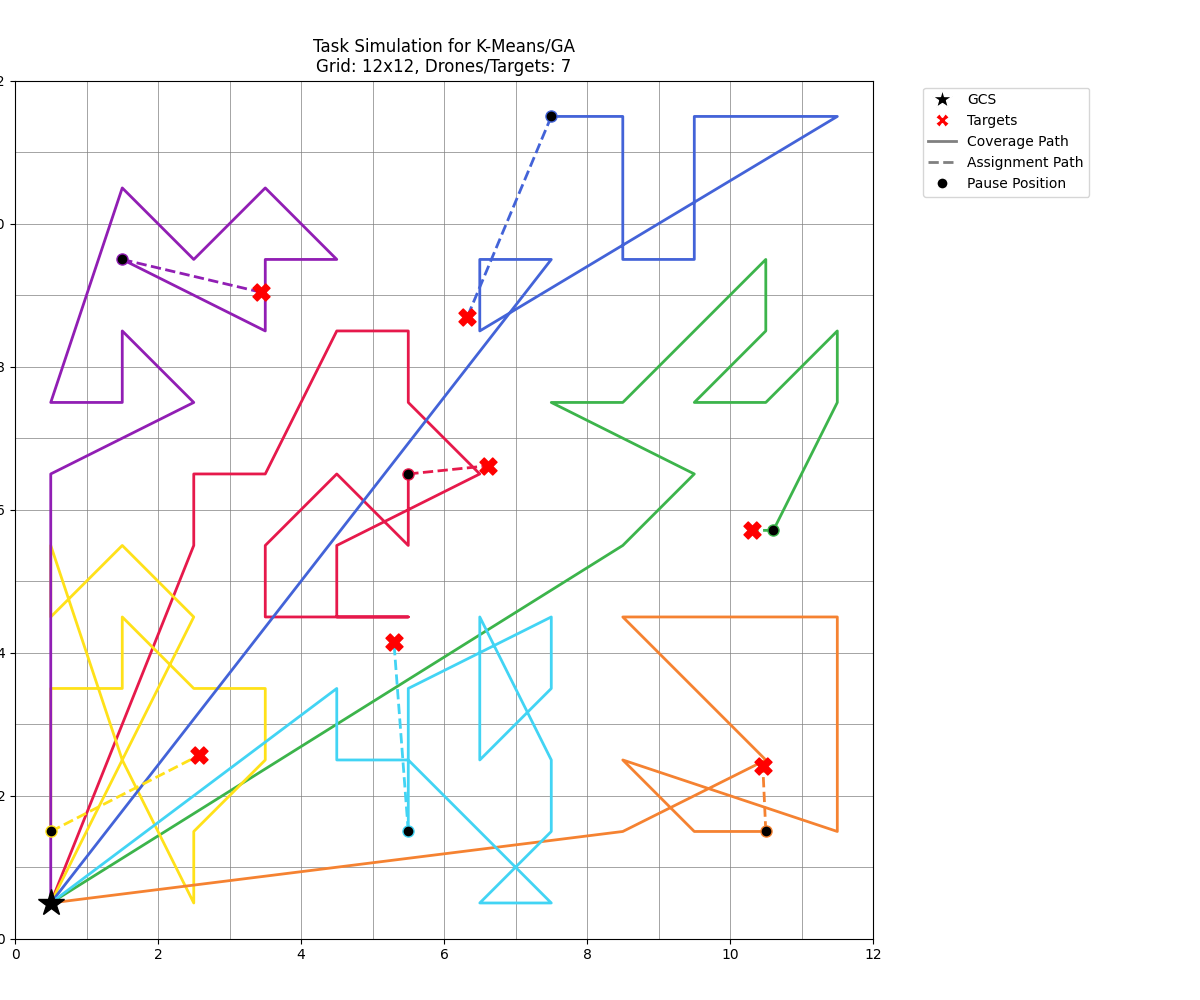 Task Simulation for K-Means/GA
Grid: 12x12, Drones/Targets: 7
GCS
Targets
Coverage Path
Assignment Path
Pause Position
2
0
8
6
4
2
0
0 2 4 6 8 10 12